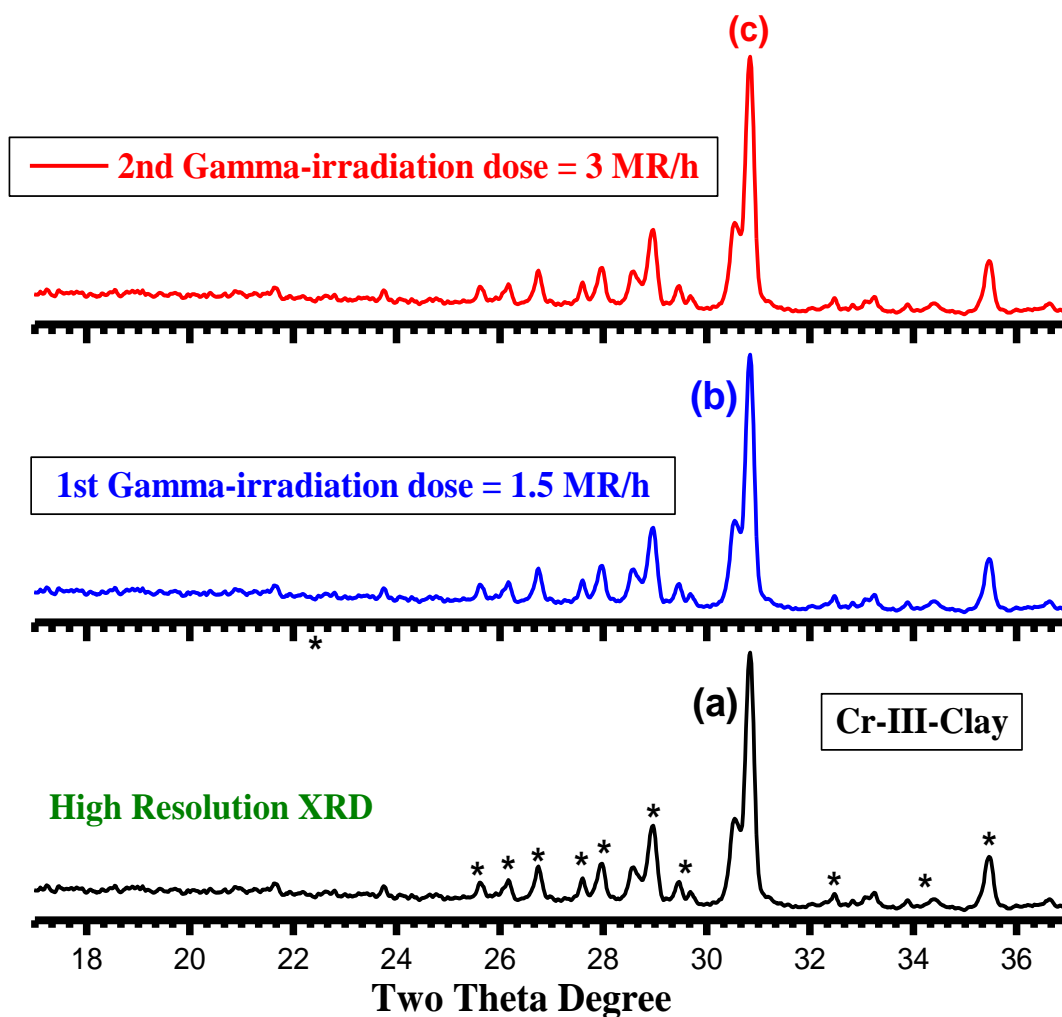 (c)
2nd Gamma-irradiation dose = 3 MR/h
(b)
1st Gamma-irradiation dose = 1.5 MR/h
*
(a)
Cr-III-Clay
High Resolution XRD
* * * * * * * * * *
18 20 22 24 26 28 30 32 34 36
Two Theta Degree